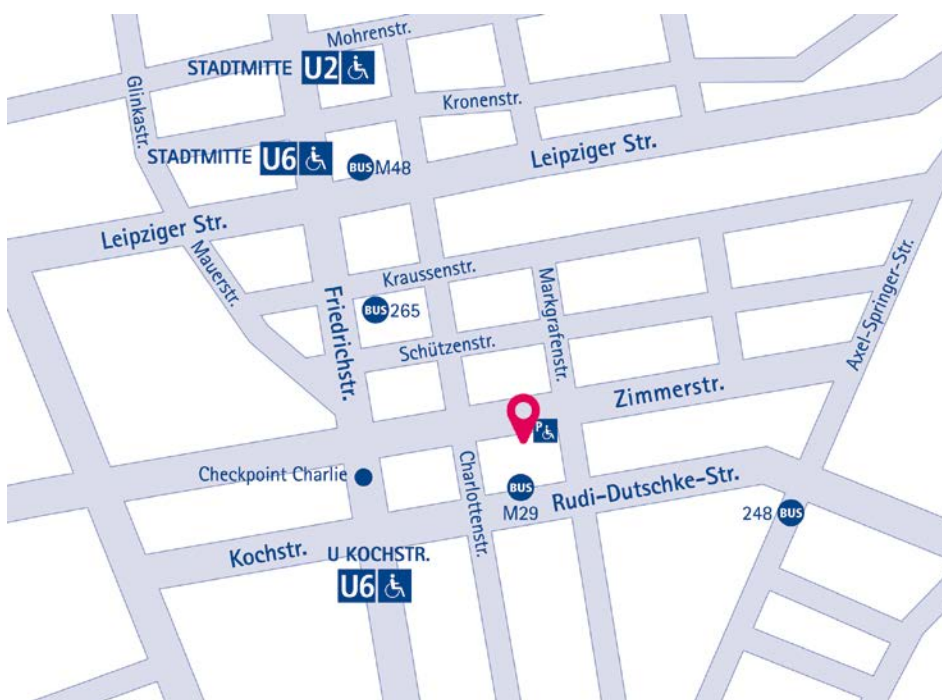 Mohrenstr.
STADTMITTE U2
Glinkastr.
Kronenstr.
STADTMITTE U6
BUS M48
Leipziger Str.
Leipziger Str.
Mauerstr.
Kraussenstr.
Markgrafenstr.
Axel-Springer-Str.
Friedrichstr.
BUS 265
Schützenstr.
Zimmerstr.
P
Checkpoint Charlie
Charlottenstr.
BUS
M29
Rudi-Dutschke-Str.
248 BUS
Kochstr.
U KOCHSTR.
U6